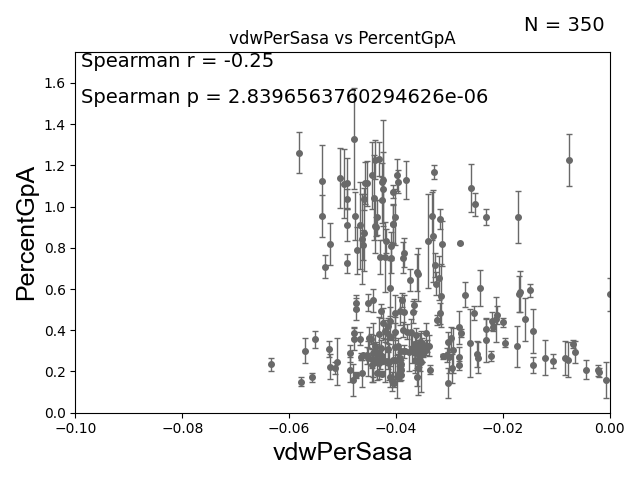 N = 350
vdwPerSasa vs PercentGpA
Spearman r = -0.25
Spearman p = 2.8396563760294626e-06
PercentGpA
1.6
1.4
1.2
1.0
0.8
0.6
0.4
0.2
0.0
−0.10 −0.08 −0.06 −0.04 −0.02 0.00
vdwPerSasa